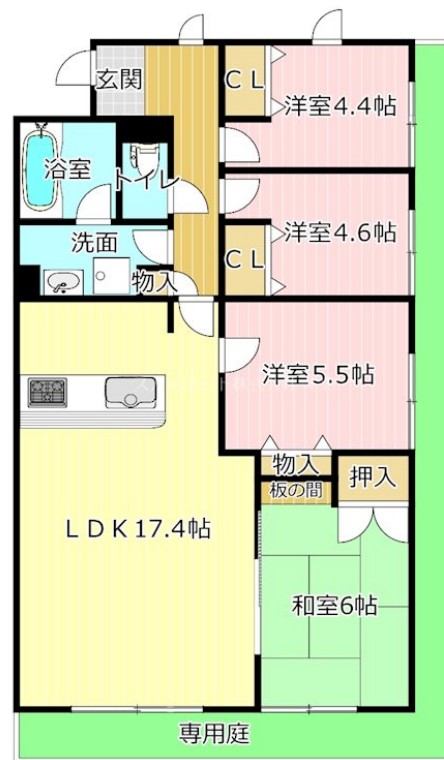 玄関
CL
洋室4.4帖
浴室
トイレ
洋室4.6帖
洗面
CL
物入
洋室5.5帖
物入
押入
板の間
LDK17.4帖
和室6帖
専用庭